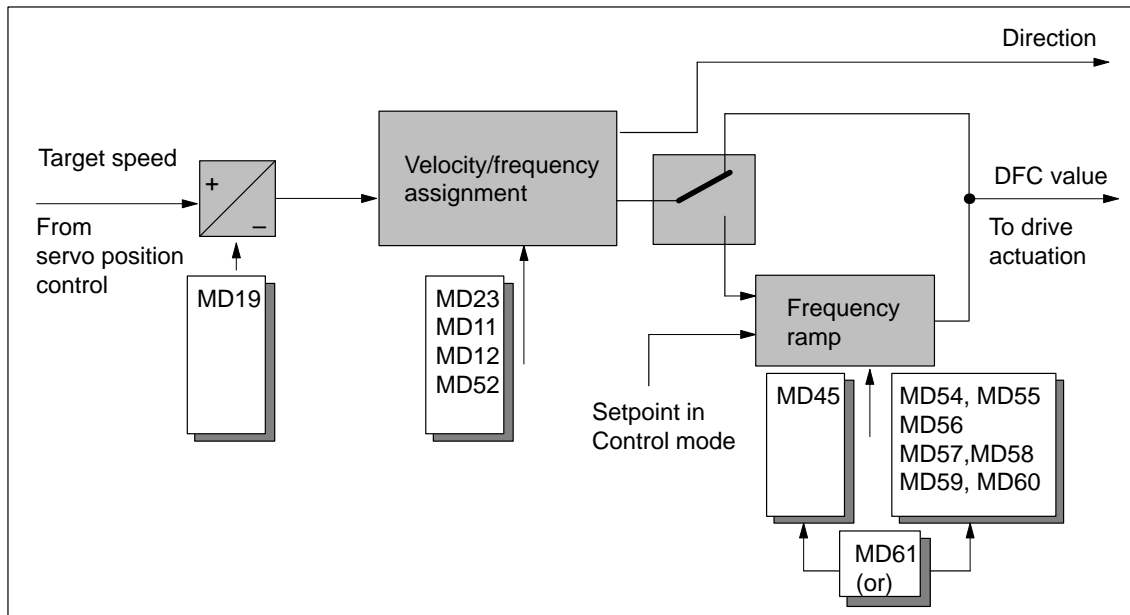 Direction
Target speed
+
–
From
servo position
control
MD19
Velocity/frequency
assignment
MD23
MD11
MD12
MD52
DFC value
To drive
actuation
Frequency
ramp
Setpoint in
Control mode
MD45
MD54, MD55
MD56
MD57,MD58
MD59, MD60
MD61
(or)